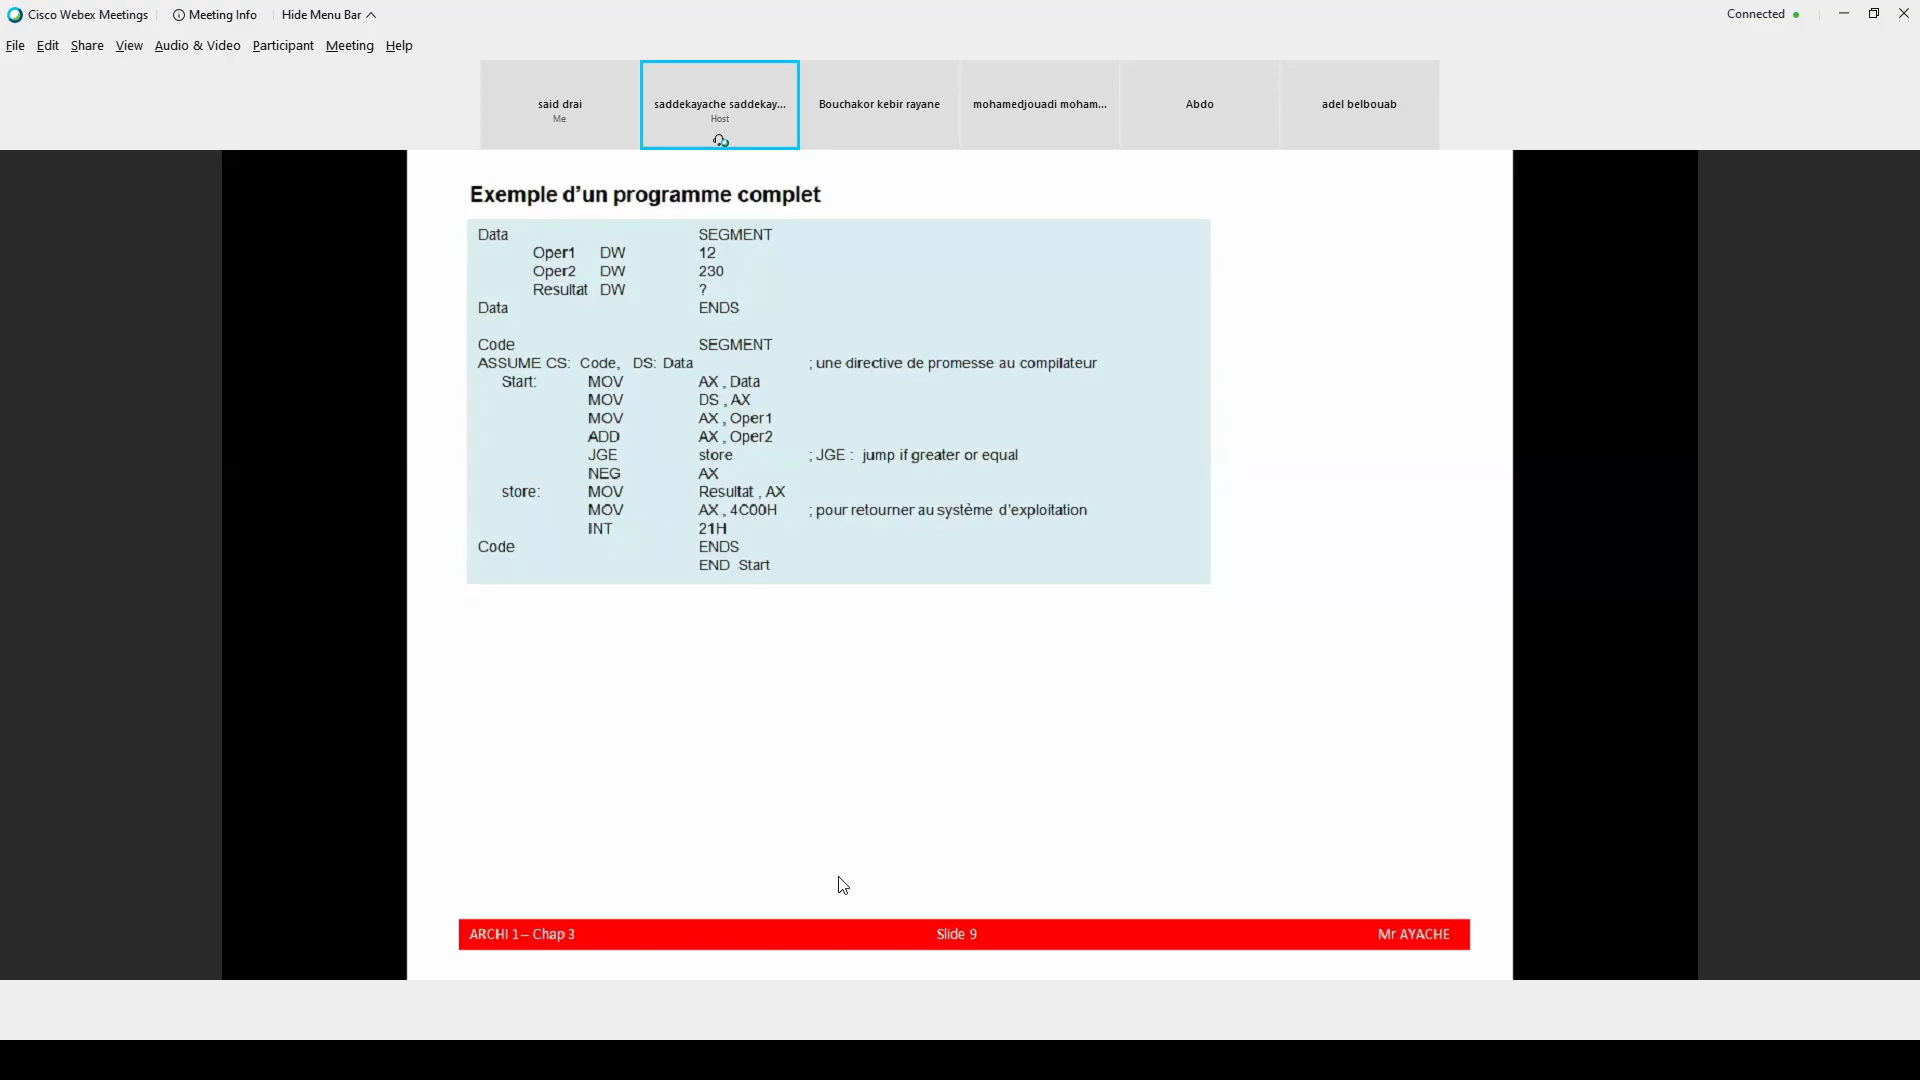 Cisco Webex Meetings Meeting Info Hide Menu Bar Connected
File Edit Share View Audio & Video Participant Meeting Help
said drai
Me
saddekayache saddekay...
Host
Bouchakor kebir rayane
mohamedjouadi moham...
Abdo
adel belbouab
Exemple d'un programme complet
Data SEGMENT
Oper1 DW 12
Oper2 DW 230
Resultat DW ?
Data ENDS
Code SEGMENT
ASSUME CS: Code, DS: Data ; une directive de promesse au compilateur
Start: MOV AX , Data
MOV DS , AX
MOV AX , Oper1
ADD AX , Oper2
JGE store ; JGE : jump if greater or equal
NEG AX
store: MOV Resultat , AX
MOV AX , 4C00H ; pour retourner au système d'exploitation
INT 21H
Code ENDS
END Start
ARCHI 1 – Chap 3 Slide 9 Mr AYACHE